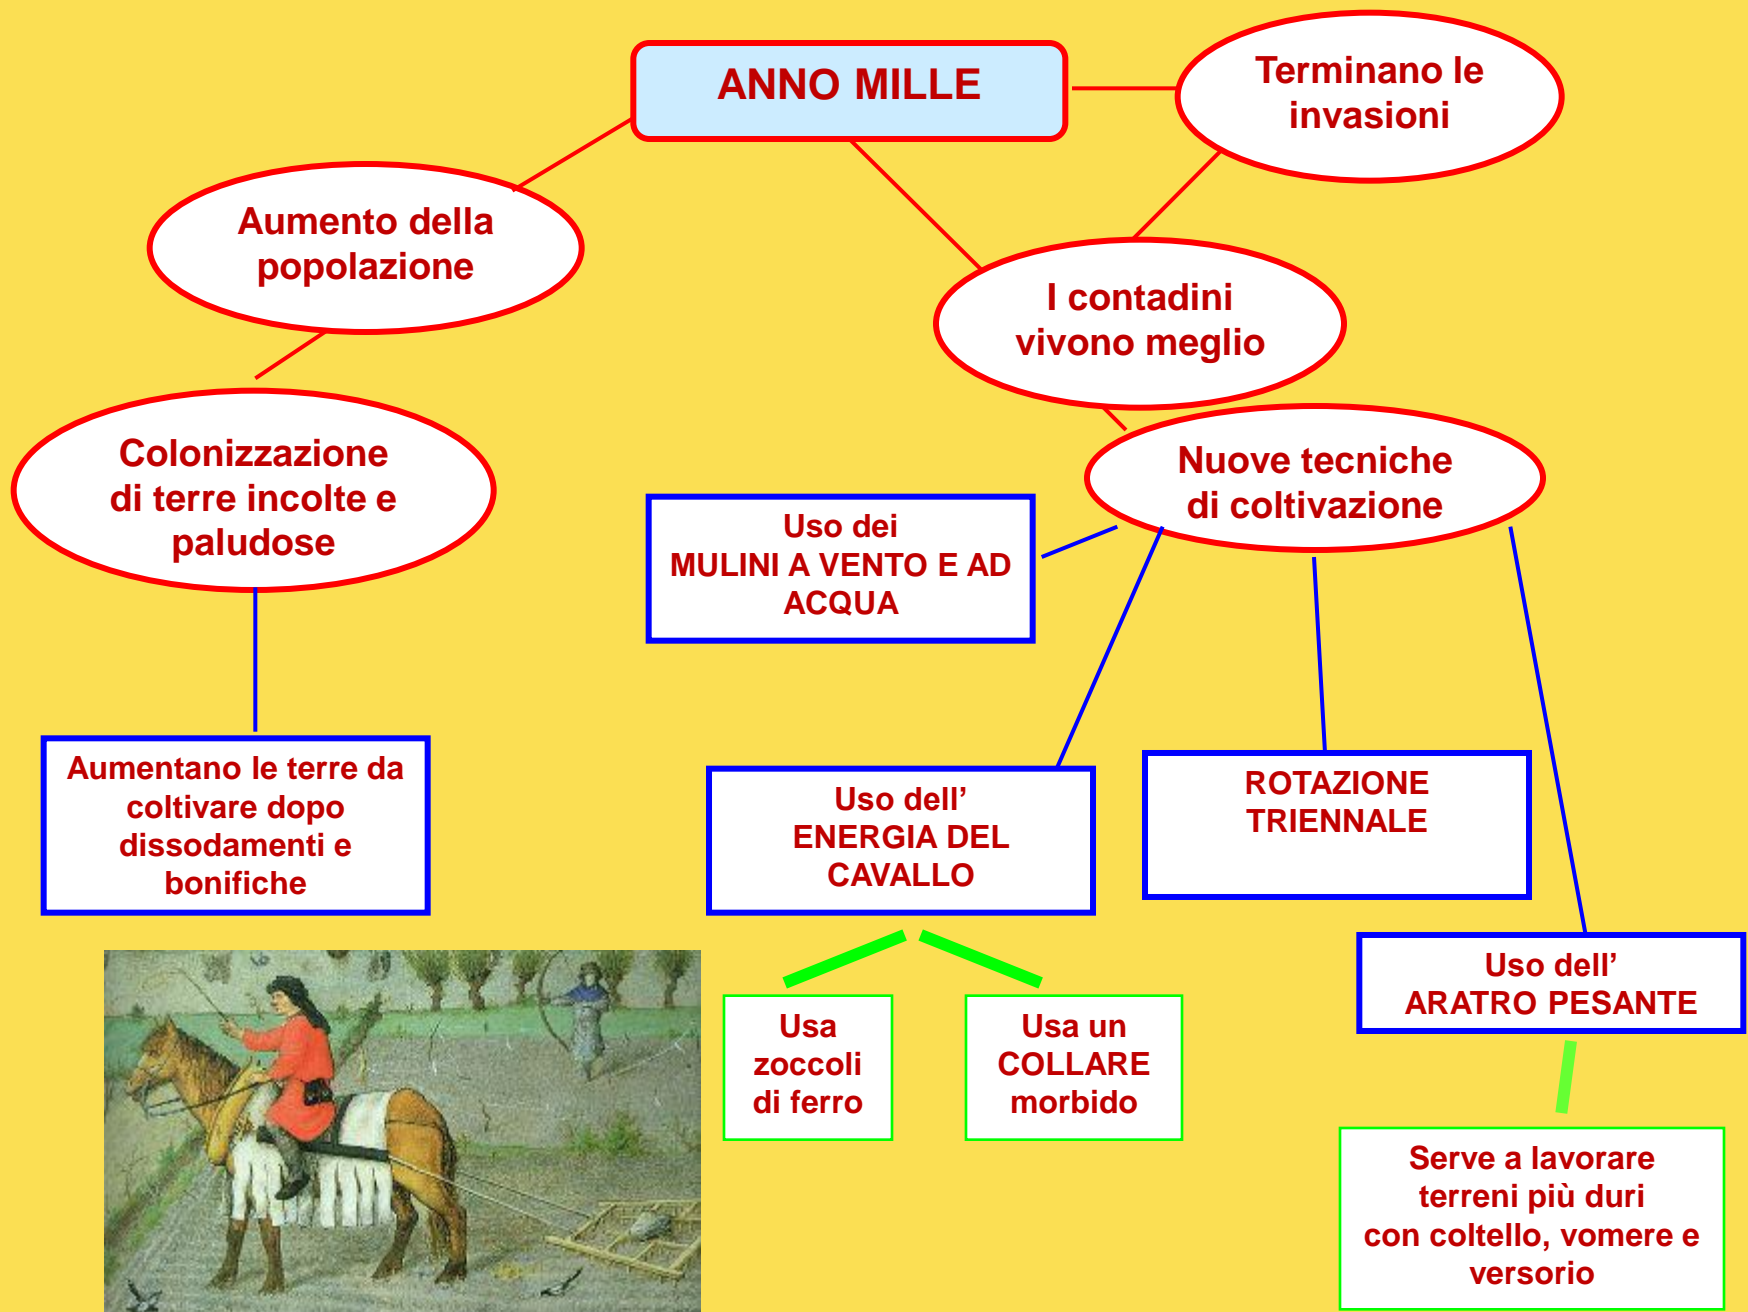 ANNO MILLE
Terminano le
invasioni
Aumento della
popolazione
I contadini
vivono meglio
Colonizzazione
di terre incolte e
paludose
Nuove tecniche
di coltivazione
Uso dei
MULINI A VENTO E AD
ACQUA
Aumentano le terre da
coltivare dopo
dissodamenti e
bonifiche
Uso dell’
ENERGIA DEL
CAVALLO
ROTAZIONE
TRIENNALE
Uso dell’
ARATRO PESANTE
Usa
zoccoli
di ferro
Usa un
COLLARE
morbido
Serve a lavorare
terreni più duri
con coltello, vomere e
versorio